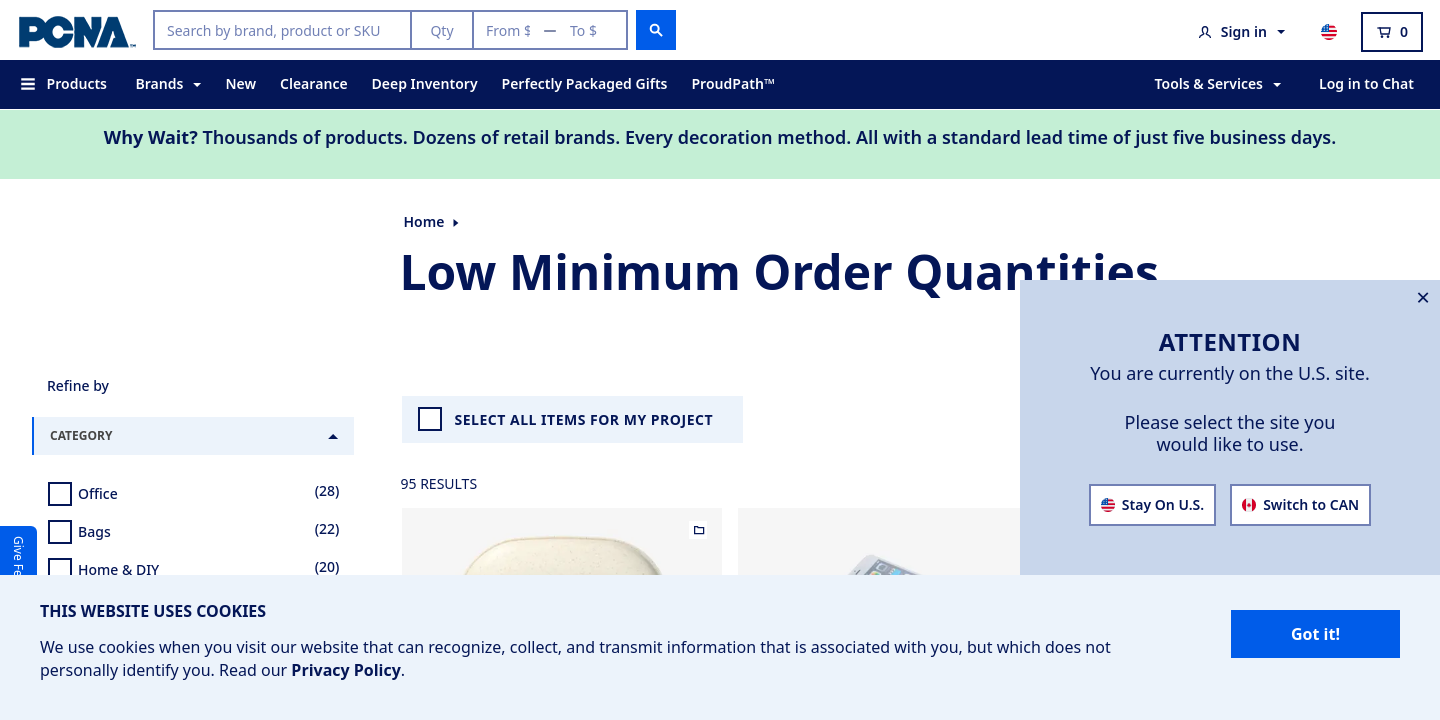 PCNA™
Search by brand, product or SKU
Qty
From $ — To $
Sign in
0
Products
Brands
New
Clearance
Deep Inventory
Perfectly Packaged Gifts
ProudPath™
Tools & Services
Log in to Chat
Why Wait? Thousands of products. Dozens of retail brands. Every decoration method. All with a standard lead time of just five business days.
Home
Low Minimum Order Quantities
ATTENTION
You are currently on the U.S. site.
Please select the site you
would like to use.
Stay On U.S.
Switch to CAN
Refine by
CATEGORY
Office (28)
Bags (22)
Home & DIY (20)
SELECT ALL ITEMS FOR MY PROJECT
95 RESULTS
Give
THIS WEBSITE USES COOKIES
We use cookies when you visit our website that can recognize, collect, and transmit information that is associated with you, but which does not
personally identify you. Read our Privacy Policy.
Got it!